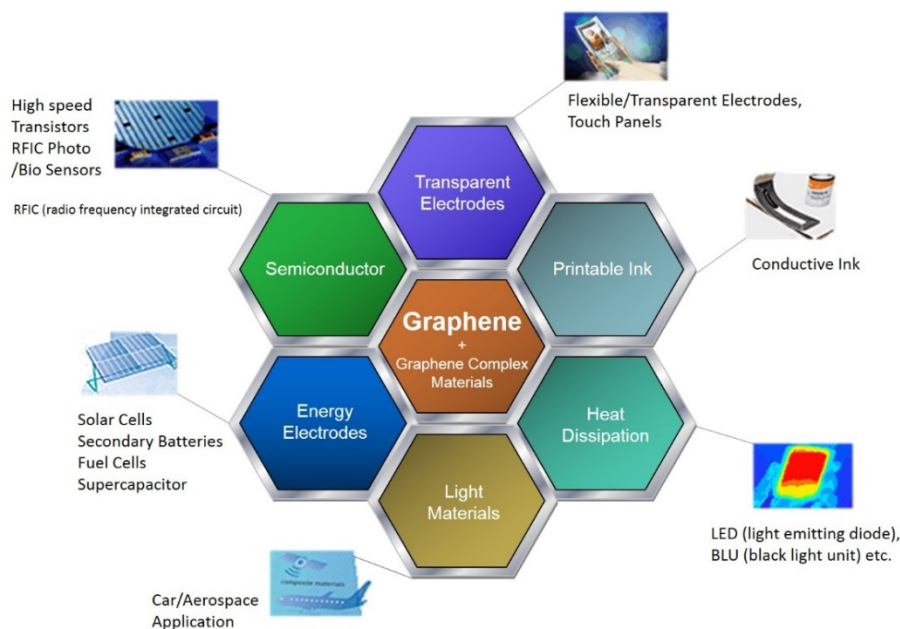 Flexible/Transparent Electrodes,
Touch Panels
High speed
Transistors
RFIC Photo
/Bio Sensors
RFIC (radio frequency integrated circuit)
Transparent
Electrodes
Semiconductor
Printable Ink
Conductive Ink
Graphene
+
Graphene Complex
Materials
Solar Cells
Secondary Batteries
Fuel Cells
Supercapacitor
Energy
Electrodes
Heat
Dissipation
Light
Materials
LED (light emitting diode),
BLU (black light unit) etc.
composite materials
Car/Aerospace
Application